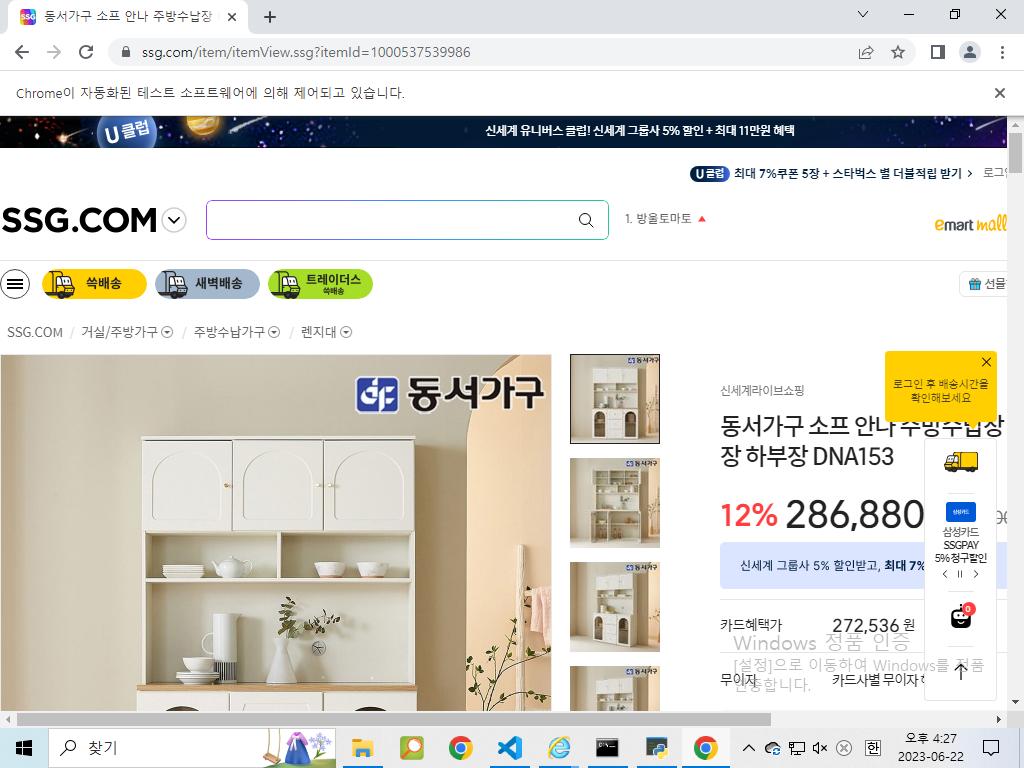 동서가구 소프 안나 주방수납장
ssg.com/item/itemView.ssg?itemId=1000537539986
Chrome이 자동화된 테스트 소프트웨어에 의해 제어되고 있습니다.
U 클럽
신세계 유니버스 클럽! 신세계 그룹사 5% 할인 + 최대 11만원 혜택
U 클럽 최대 7%쿠폰 5장 + 스타벅스 별 더블적립 받기 > 로그인
SSG.COM
1. 방울토마토
emart mall
쓱배송
새벽배송
트레이더스
쓱배송
선물
SSG.COM / 거실/주방가구 / 주방수납가구 / 렌지대
동서가구
신세계라이브쇼핑
로그인 후 배송시간을
확인해보세요
동서가구 소프 안나 주방수납장
장 하부장 DNA153
12% 286,880
삼성카드
삼성카드
SSGPAY
5% 청구할인
신세계 그룹사 5% 할인받고, 최대 7%
카드혜택가 272,536 원
0
Windows 정품 인증
[설정]으로 이동하여 Windows를 정품
인증합니다.
무이자 카드사별 무이자
찾기
한
오후 4:27
2023-06-22